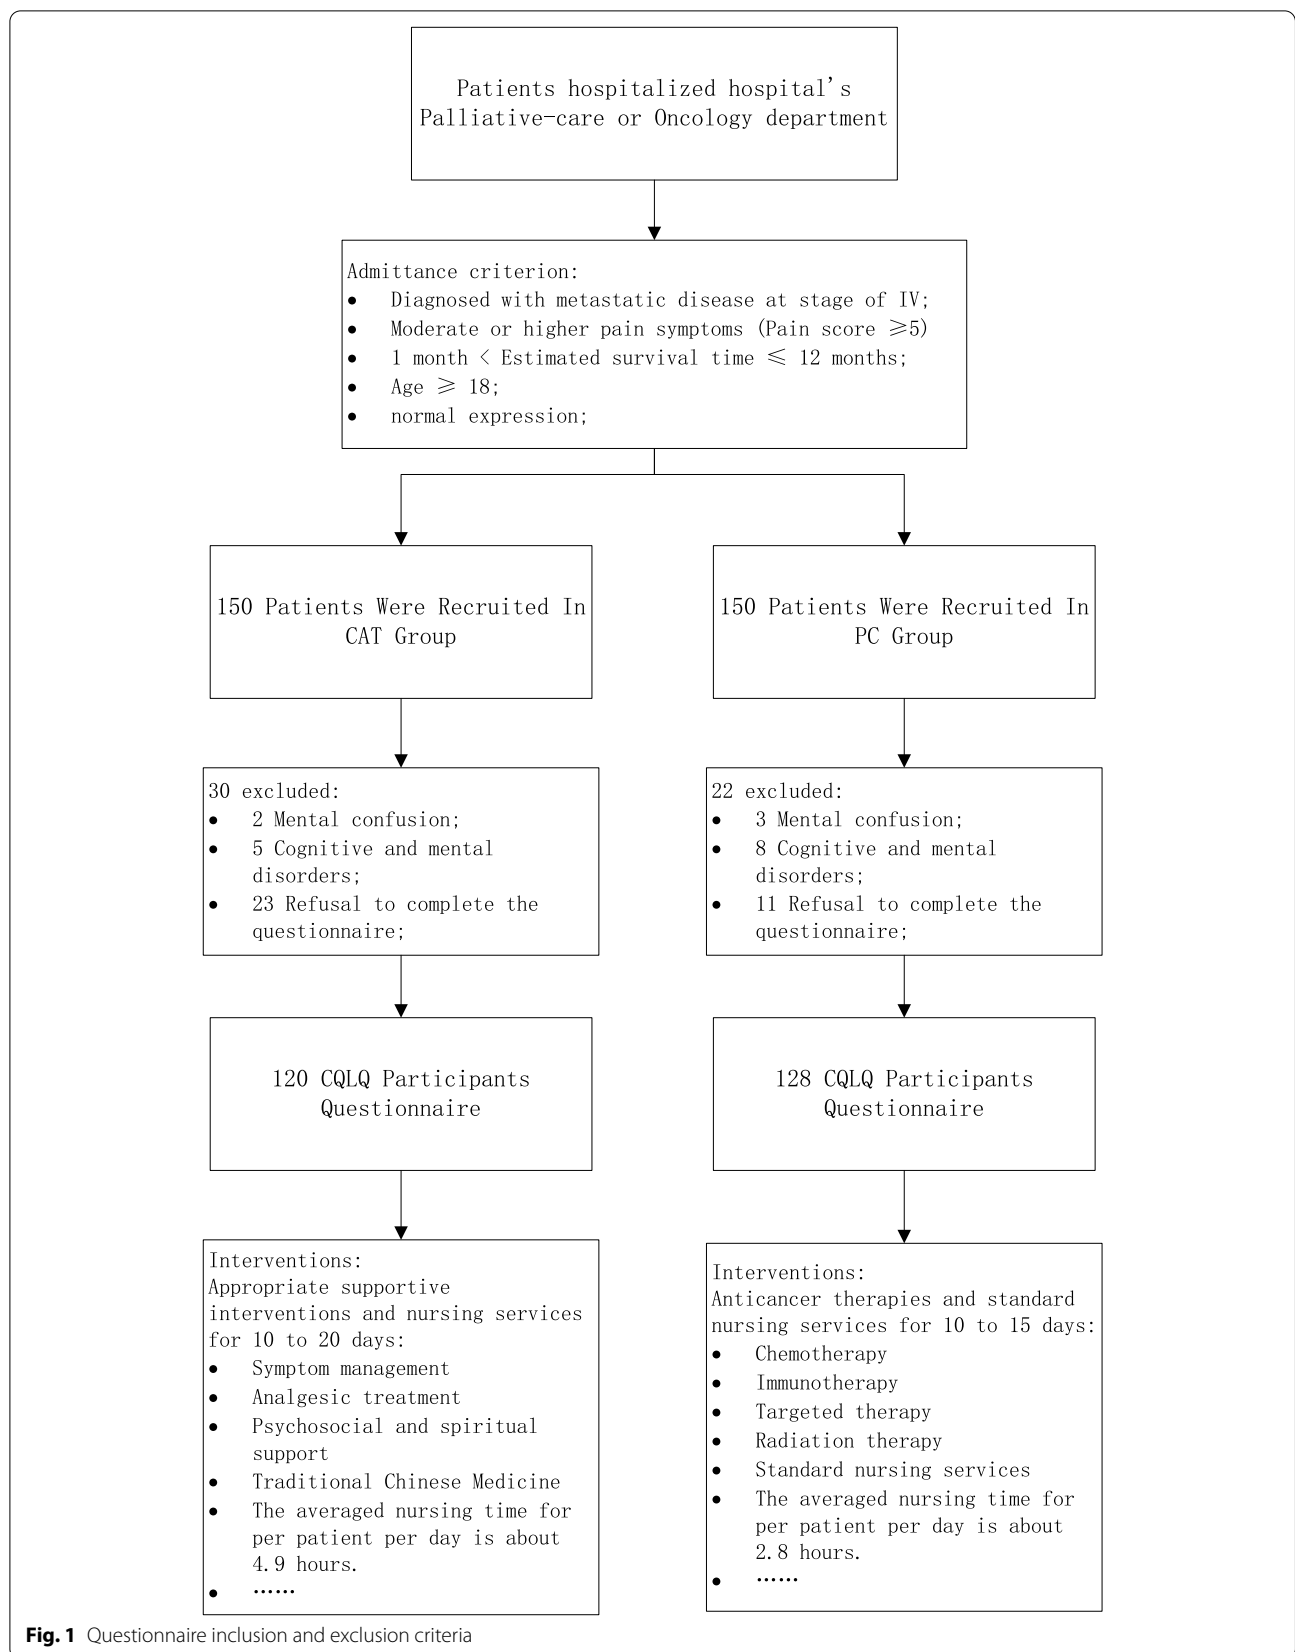 Patients hospitalized hospital's
Palliative-care or Oncology department
Admittance criterion:
● Diagnosed with metastatic disease at stage of IV;
● Moderate or higher pain symptoms (Pain score ≥5)
● 1 month < Estimated survival time ≤ 12 months;
● Age ≥ 18;
● normal expression;
150 Patients Were Recruited In
CAT Group
150 Patients Were Recruited In
PC Group
30 excluded:
● 2 Mental confusion;
● 5 Cognitive and mental
disorders;
● 23 Refusal to complete the
questionnaire;
22 excluded:
● 3 Mental confusion;
● 8 Cognitive and mental
disorders;
● 11 Refusal to complete the
questionnaire;
120 CQLQ Participants
Questionnaire
128 CQLQ Participants
Questionnaire
Interventions:
Appropriate supportive
interventions and nursing services
for 10 to 20 days:
● Symptom management
● Analgesic treatment
● Psychosocial and spiritual
support
● Traditional Chinese Medicine
● The averaged nursing time for
per patient per day is about
4.9 hours.
● ……
Interventions:
Anticancer therapies and standard
nursing services for 10 to 15 days:
● Chemotherapy
● Immunotherapy
● Targeted therapy
● Radiation therapy
● Standard nursing services
● The averaged nursing time for
per patient per day is about
2.8 hours.
● ……
Fig. 1 Questionnaire inclusion and exclusion criteria